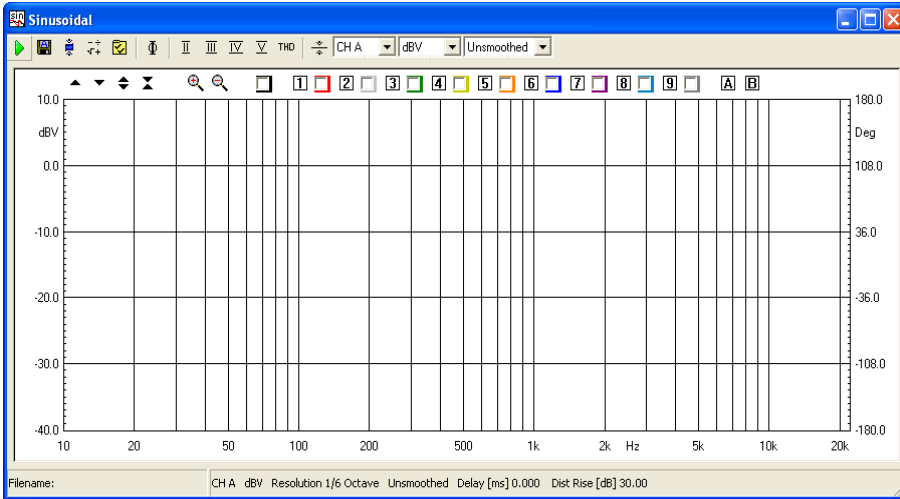 Sinusoidal
II III IV V THD CH A dBV Unsmoothed
1 2 3 4 5 6 7 8 9 A B
10.0 180.0
dBV Deg
0.0 108.0
-10.0 36.0
-20.0 -36.0
-30.0 -108.0
-40.0 -180.0
10 20 50 100 200 500 1k 2k Hz 5k 10k 20k
Filename: CH A dBV Resolution 1/6 Octave Unsmoothed Delay [ms] 0.000 Dist Rise [dB] 30.00